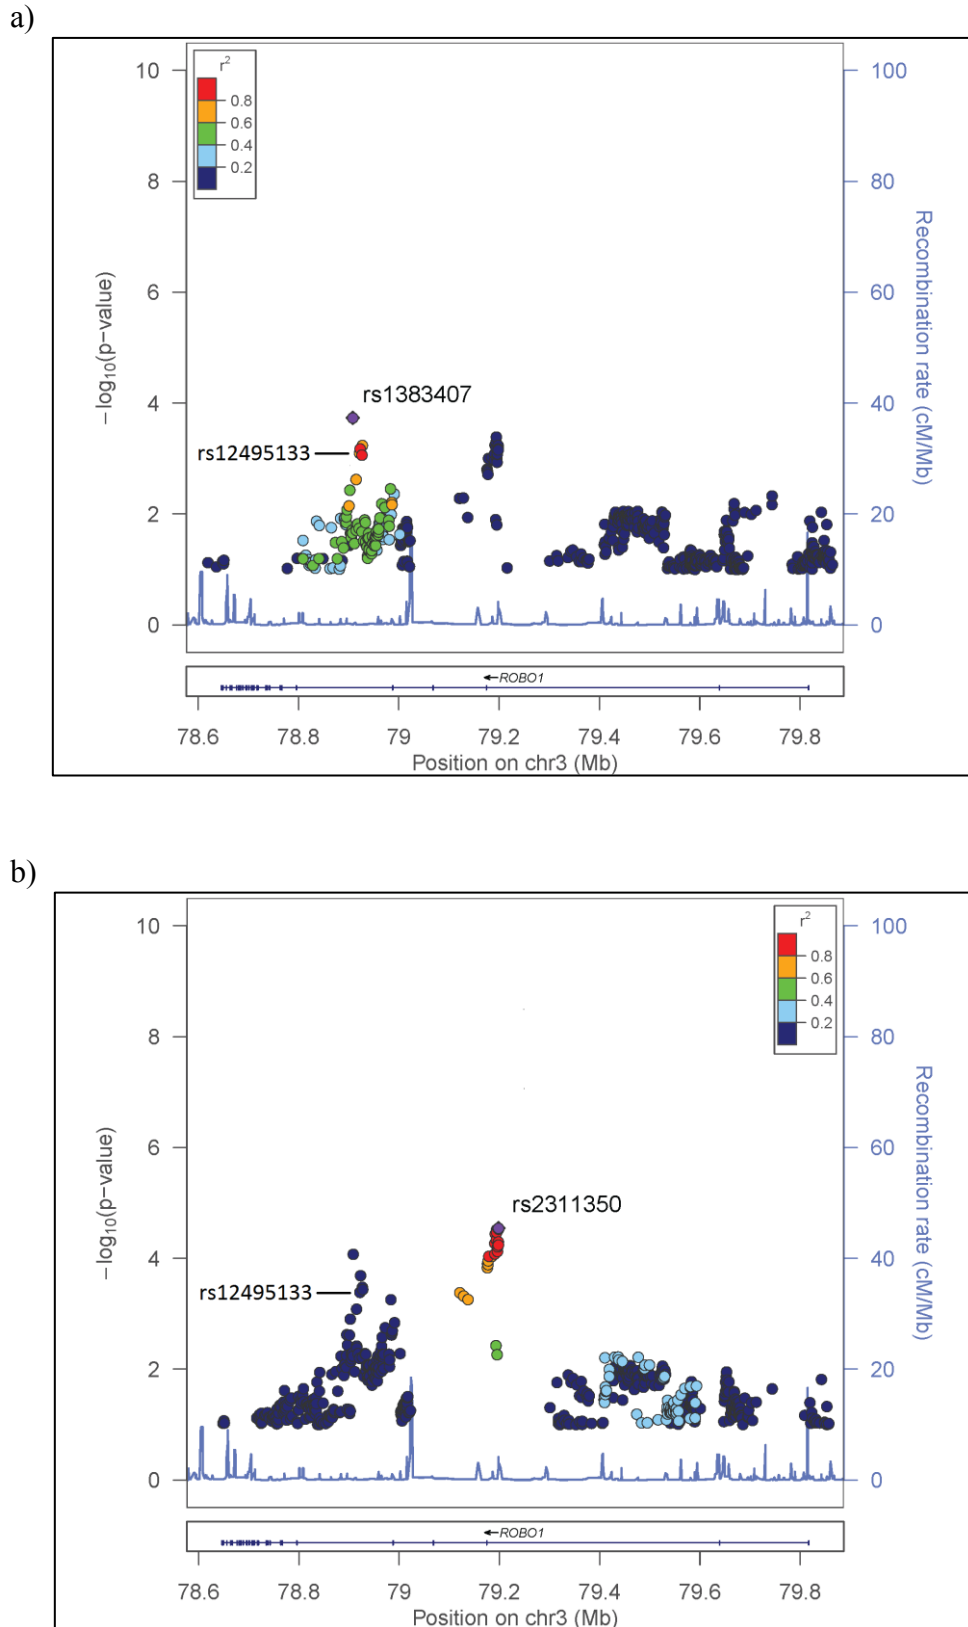 a)
r2
0.8
0.6
0.4
0.2
10
8
6
4
2
0
−log10(p−value)
100
80
60
40
20
0
Recombination rate (cM/Mb)
rs1383407
rs12495133
←ROBO1
78.6 78.8 79 79.2 79.4 79.6 79.8
Position on chr3 (Mb)
b)
r2
0.8
0.6
0.4
0.2
10
8
6
4
2
0
−log10(p−value)
100
80
60
40
20
0
Recombination rate (cM/Mb)
rs2311350
rs12495133
←ROBO1
78.6 78.8 79 79.2 79.4 79.6 79.8
Position on chr3 (Mb)